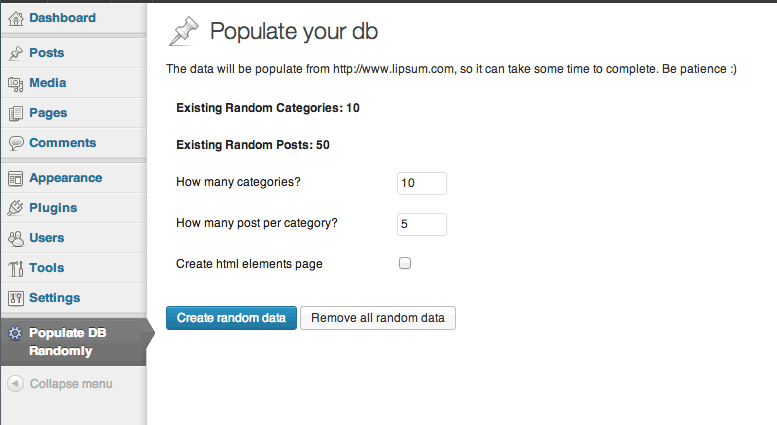 Dashboard
Posts
Media
Pages
Comments
Appearance
Plugins
Users
Tools
Settings
Populate DB
Randomly
Collapse menu
Populate your db
The data will be populate from http://www.lipsum.com, so it can take some time to complete. Be patience :)
Existing Random Categories: 10
Existing Random Posts: 50
How many categories? 10
How many post per category? 5
Create html elements page
Create random data Remove all random data